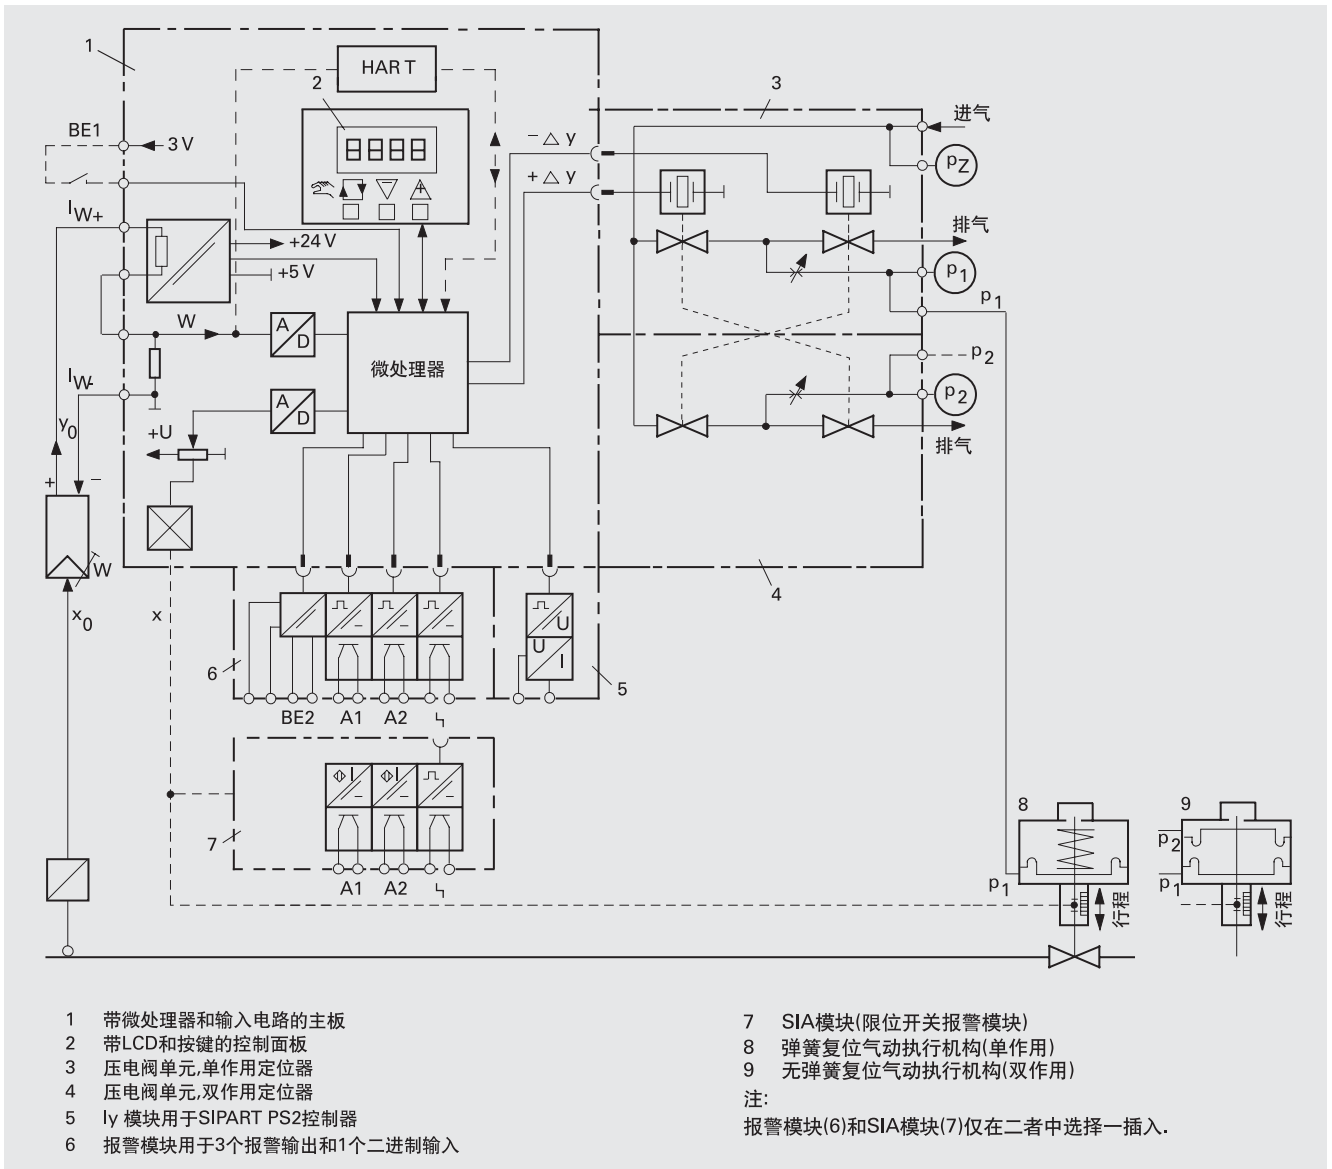 1
HART
2
3
进气
BE1
3V
− △ y
pZ
+ △ y
IW+
+24V
排气
+5V
p1
p1
W
A
D
微处理器
p2
IW-
A
D
p2
y0
+U
排气
+
−
W
4
x0
x
U
U
I
6
5
BE2
A1
A2
8
9
7
p2
A1
A2
p1
p1
行程
行程
1 带微处理器和输入电路的主板
2 带LCD和按键的控制面板
3 压电阀单元,单作用定位器
4 压电阀单元,双作用定位器
5 Iy 模块用于SIPART PS2控制器
6 报警模块用于3个报警输出和1个二进制输入
7 SIA模块(限位开关报警模块)
8 弹簧复位气动执行机构(单作用)
9 无弹簧复位气动执行机构(双作用)
注:
报警模块(6)和SIA模块(7)仅在二者中选择一插入.